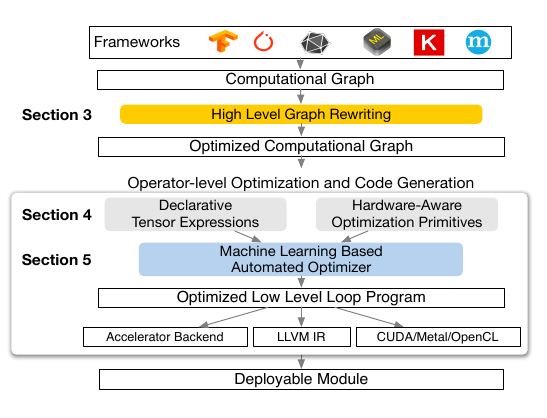 Frameworks
ML
K
m
Computational Graph
Section 3
High Level Graph Rewriting
Optimized Computational Graph
Operator-level Optimization and Code Generation
Section 4
Declarative
Tensor Expressions
Hardware-Aware
Optimization Primitives
Section 5
Machine Learning Based
Automated Optimizer
Optimized Low Level Loop Program
Accelerator Backend
LLVM IR
CUDA/Metal/OpenCL
Deployable Module